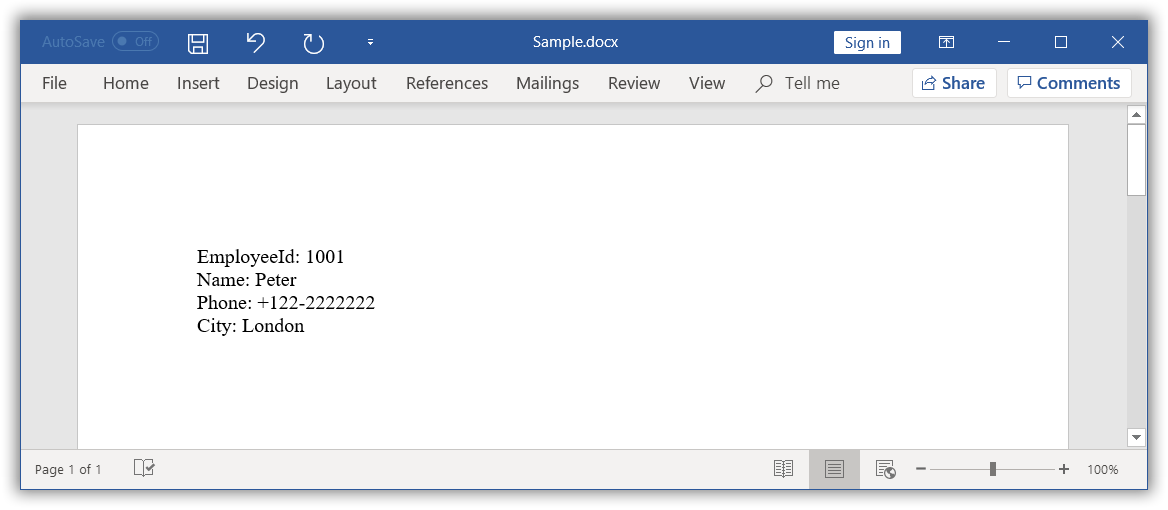 AutoSave Off Sample.docx Sign in
File Home Insert Design Layout References Mailings Review View Tell me Share Comments
EmployeeId: 1001
Name: Peter
Phone: +122-2222222
City: London
Page 1 of 1 100%